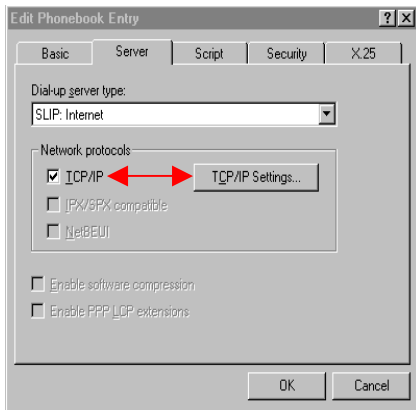 Edit Phonebook Entry
Basic Server Script Security X.25
Dial-up server type:
SLIP: Internet
Network protocols
TCP/IP TCP/IP Settings...
IPX/SPX compatible
NetBEUI
Enable software compression
Enable PPP LCP extensions
OK Cancel